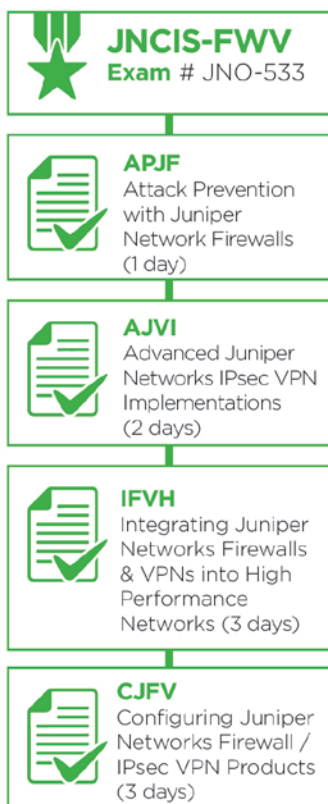 JNCIS-FWV
Exam # JNO-533
APJF
Attack Prevention
with Juniper
Network Firewalls
(1 day)
AJVI
Advanced Juniper
Networks IPsec VPN
Implementations
(2 days)
IFVH
Integrating Juniper
Networks Firewalls
& VPNs into High
Performance
Networks (3 days)
CJFV
Configuring Juniper
Networks Firewall /
IPsec VPN Products
(3 days)